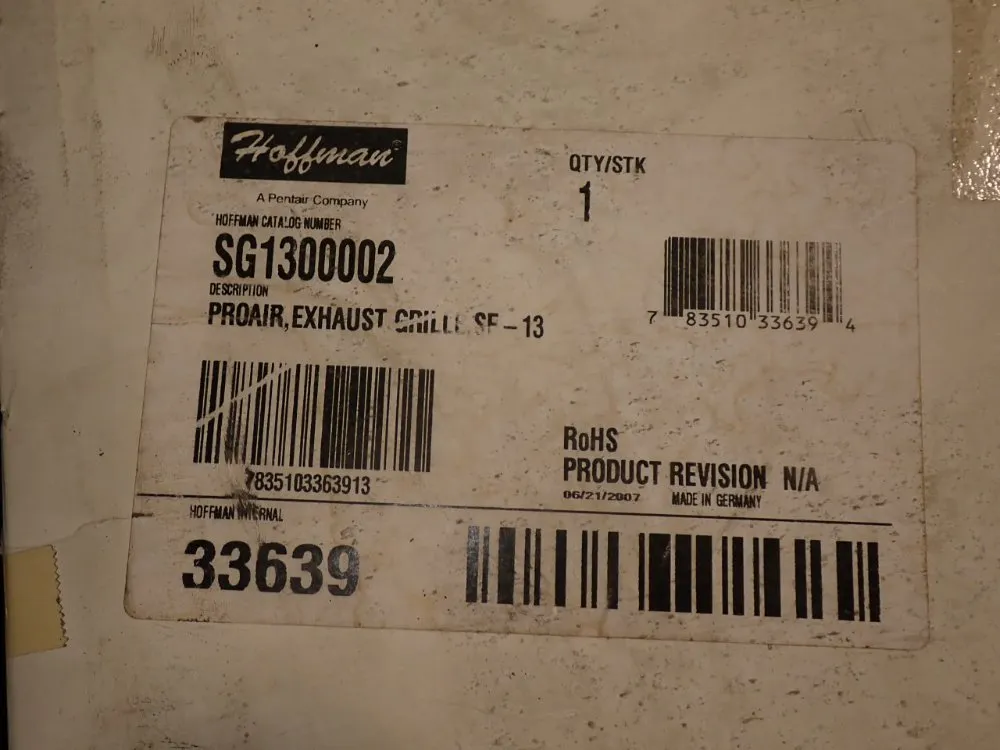 Hoffman
A Pentair Company
HOFFMAN CATALOG NUMBER
SG1300002
DESCRIPTION
PROAIR, EXHAUST GRILLE SF-13
7835103363913
QTY/STK
1
7 83510 33639 4
RoHS
PRODUCT REVISION N/A
06/21/2007 MADE IN GERMANY
HOFFMAN INTERNAL
33639